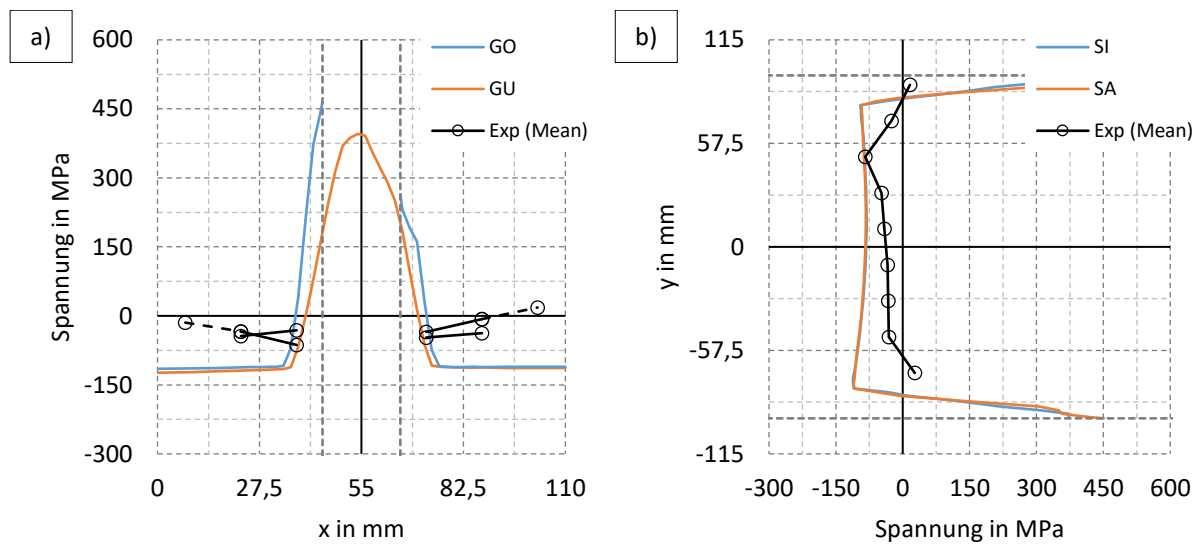 a)
600
450
300
150
0
-150
-300
Spannung in MPa
0
27,5
55
82,5
110
x in mm
GO
GU
Exp (Mean)
b)
115
57,5
0
-57,5
-115
y in mm
-300
-150
0
150
300
450
600
Spannung in MPa
SI
SA
Exp (Mean)